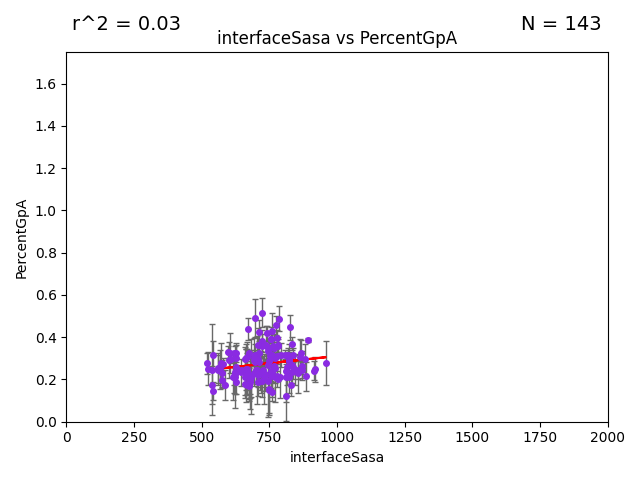 r^2 = 0.03
N = 143
interfaceSasa vs PercentGpA
PercentGpA
1.6
1.4
1.2
1.0
0.8
0.6
0.4
0.2
0.0
0 250 500 750 1000 1250 1500 1750 2000
interfaceSasa